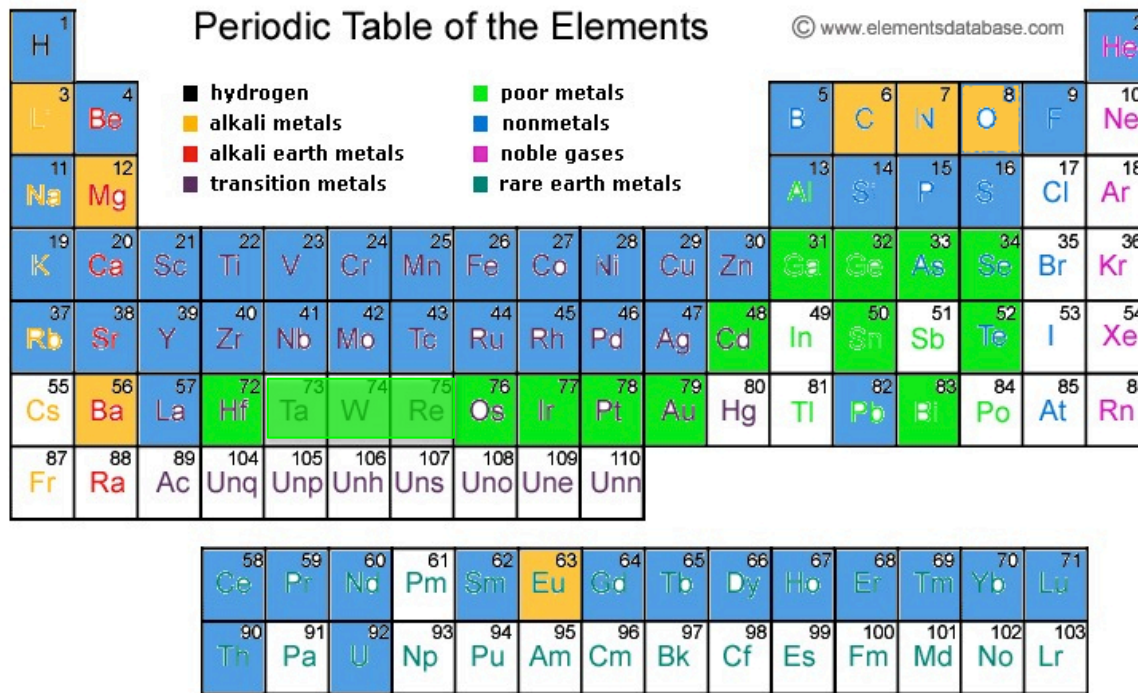 Periodic Table of the Elements
© www.elementsdatabase.com
hydrogen
alkali metals
alkali earth metals
transition metals
poor metals
nonmetals
noble gases
rare earth metals
1 2
H He
3 4 5 6 7 8 9 10
Li Be B C N O F Ne
11 12 13 14 15 16 17 18
Na Mg Al Si P S Cl Ar
19 20 21 22 23 24 25 26 27 28 29 30 31 32 33 34 35 36
K Ca Sc Ti V Cr Mn Fe Co Ni Cu Zn Ga Ge As Se Br Kr
37 38 39 40 41 42 43 44 45 46 47 48 49 50 51 52 53 54
Rb Sr Y Zr Nb Mo Tc Ru Rh Pd Ag Cd In Sn Sb Te I Xe
55 56 57 72 73 74 75 76 77 78 79 80 81 82 83 84 85 8
Cs Ba La Hf Ta W Re Os Ir Pt Au Hg Tl Pb Bi Po At Rn
87 88 89 104 105 106 107 108 109 110
Fr Ra Ac Unq Unp Unh Uns Uno Une Unn
58 59 60 61 62 63 64 65 66 67 68 69 70 71
Ce Pr Nd Pm Sm Eu Gd Tb Dy Ho Er Tm Yb Lu
90 91 92 93 94 95 96 97 98 99 100 101 102 103
Th Pa U Np Pu Am Cm Bk Cf Es Fm Md No Lr